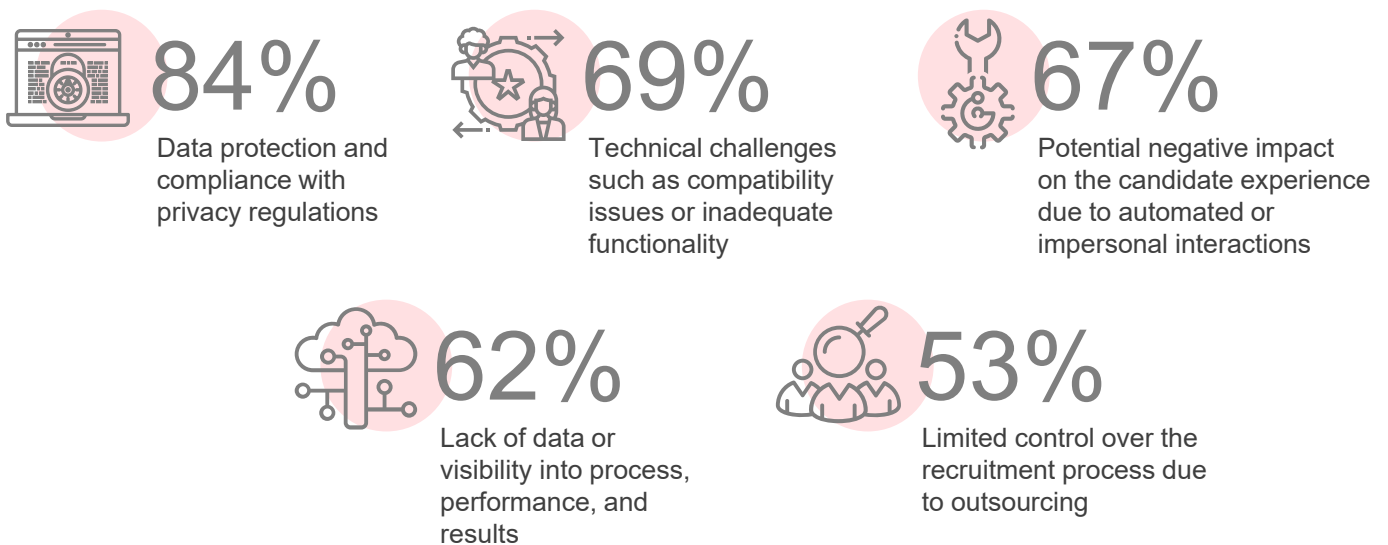 84%
Data protection and
compliance with
privacy regulations
69%
Technical challenges
such as compatibility
issues or inadequate
functionality
67%
Potential negative impact
on the candidate experience
due to automated or
impersonal interactions
62%
Lack of data or
visibility into process,
performance, and
results
53%
Limited control over the
recruitment process due
to outsourcing